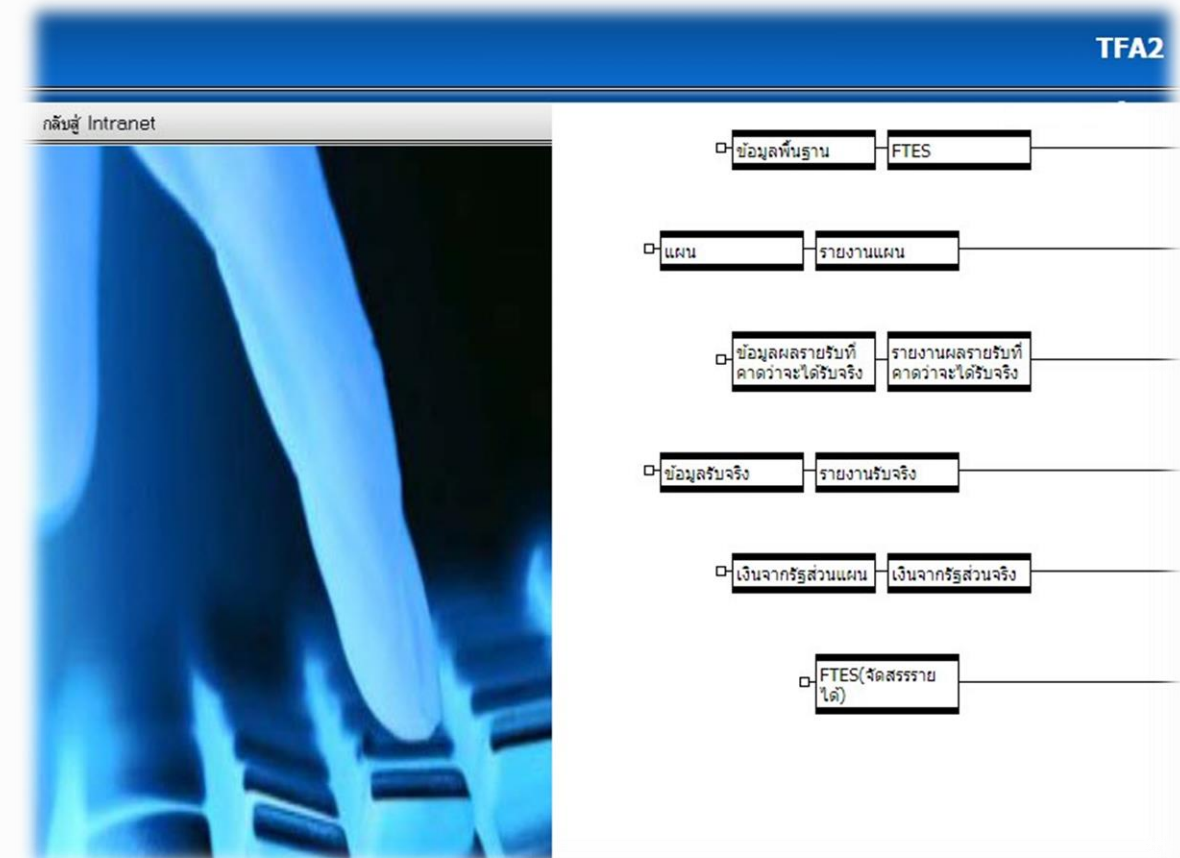 TFA2
กลับสู่ Intranet
ข้อมูลพื้นฐาน
FTES
แผน
รายงานแผน
ข้อมูลผลรายรับที่
คาดว่าจะได้รับจริง
รายงานผลรายรับที่
คาดว่าจะได้รับจริง
ข้อมูลรับจริง
รายงานรับจริง
เงินจากรัฐส่วนแผน
เงินจากรัฐส่วนจริง
FTES(จัดสรรราย
ได้)